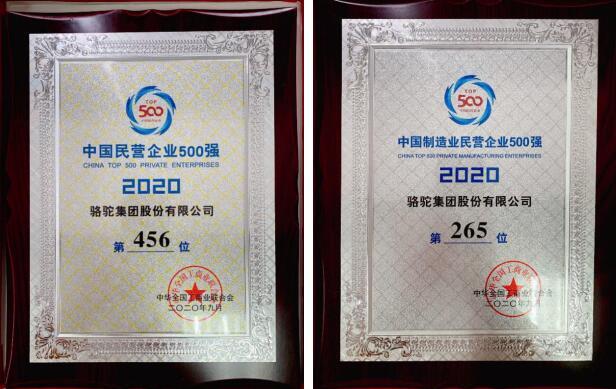 TOP
500
中国民营企业500强
CHINA TOP 500 PRIVATE ENTERPRISES
2020
骆驼集团股份有限公司
第 456 位
中华全国工商业联合会
二〇二〇年九月
TOP
500
中国制造业民营企业500强
CHINA TOP 500 PRIVATE MANUFACTURING ENTERPRISES
2020
骆驼集团股份有限公司
第 265 位
中华全国工商业联合会
二〇二〇年九月